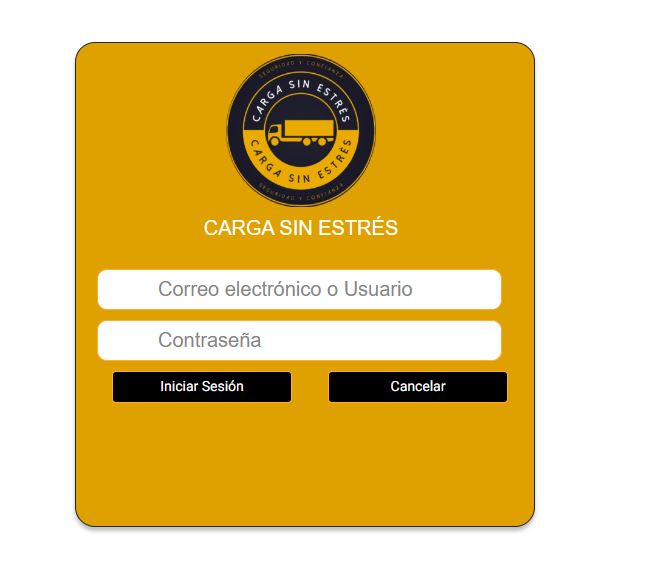 SEGURIDAD Y CONFIANZA
CARGA SIN ESTRÉS
CARGA SIN ESTRÉS
SEGURIDAD Y CONFIANZA
CARGA SIN ESTRÉS
Correo electrónico o Usuario
Contraseña
Iniciar Sesión
Cancelar